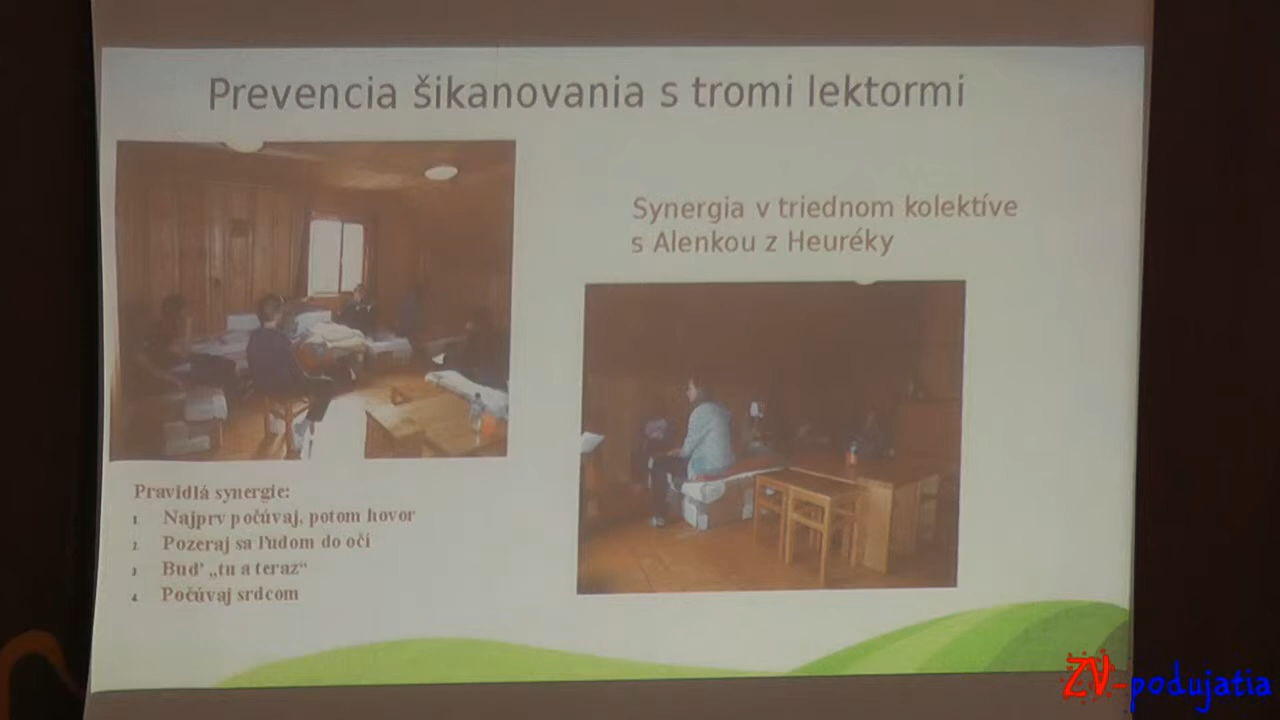 Prevencia šikanovania s tromi lektormi
Synergia v triednom kolektíve
s Alenkou z Heuréky
Pravidlá synergie:
1. Najprv počúvaj, potom hovor
2. Pozeraj sa ľuďom do očí
3. Buď „tu a teraz“
4. Počúvaj srdcom
ZV-podujatia